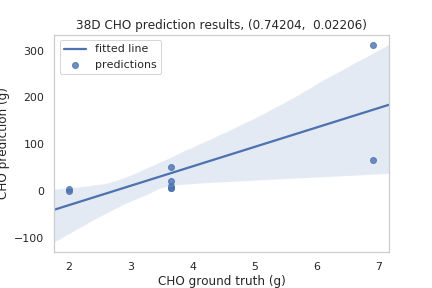 38D CHO prediction results, (0.74204, 0.02206)
fitted line
predictions
300
200
100
0
−100
CHO prediction (g)
2 3 4 5 6 7
CHO ground truth (g)